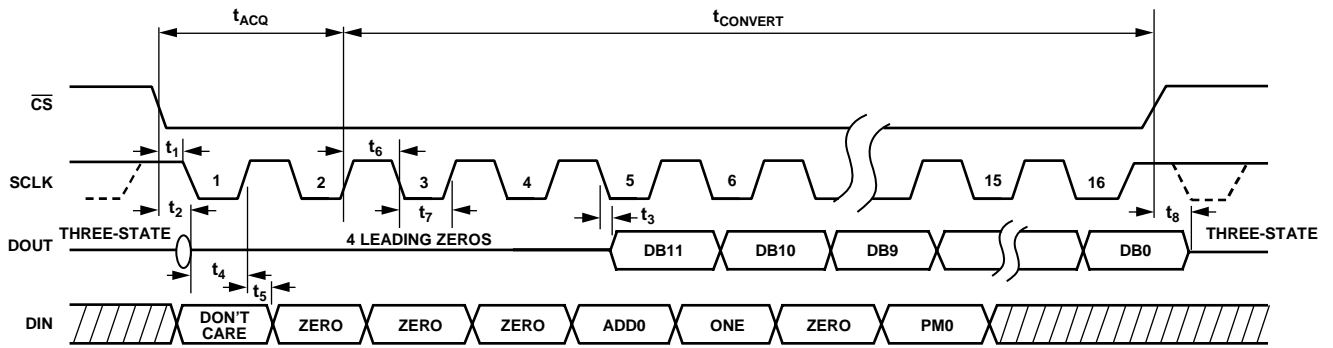 tACQ tCONVERT
CS
t1 t6
SCLK 1 2 3 4 5 6 15 16
t2 t7 t3 t8
DOUT THREE-STATE 4 LEADING ZEROS DB11 DB10 DB9 DB0 THREE-STATE
t4 t5
DIN DON'T CARE ZERO ZERO ZERO ADD0 ONE ZERO PM0